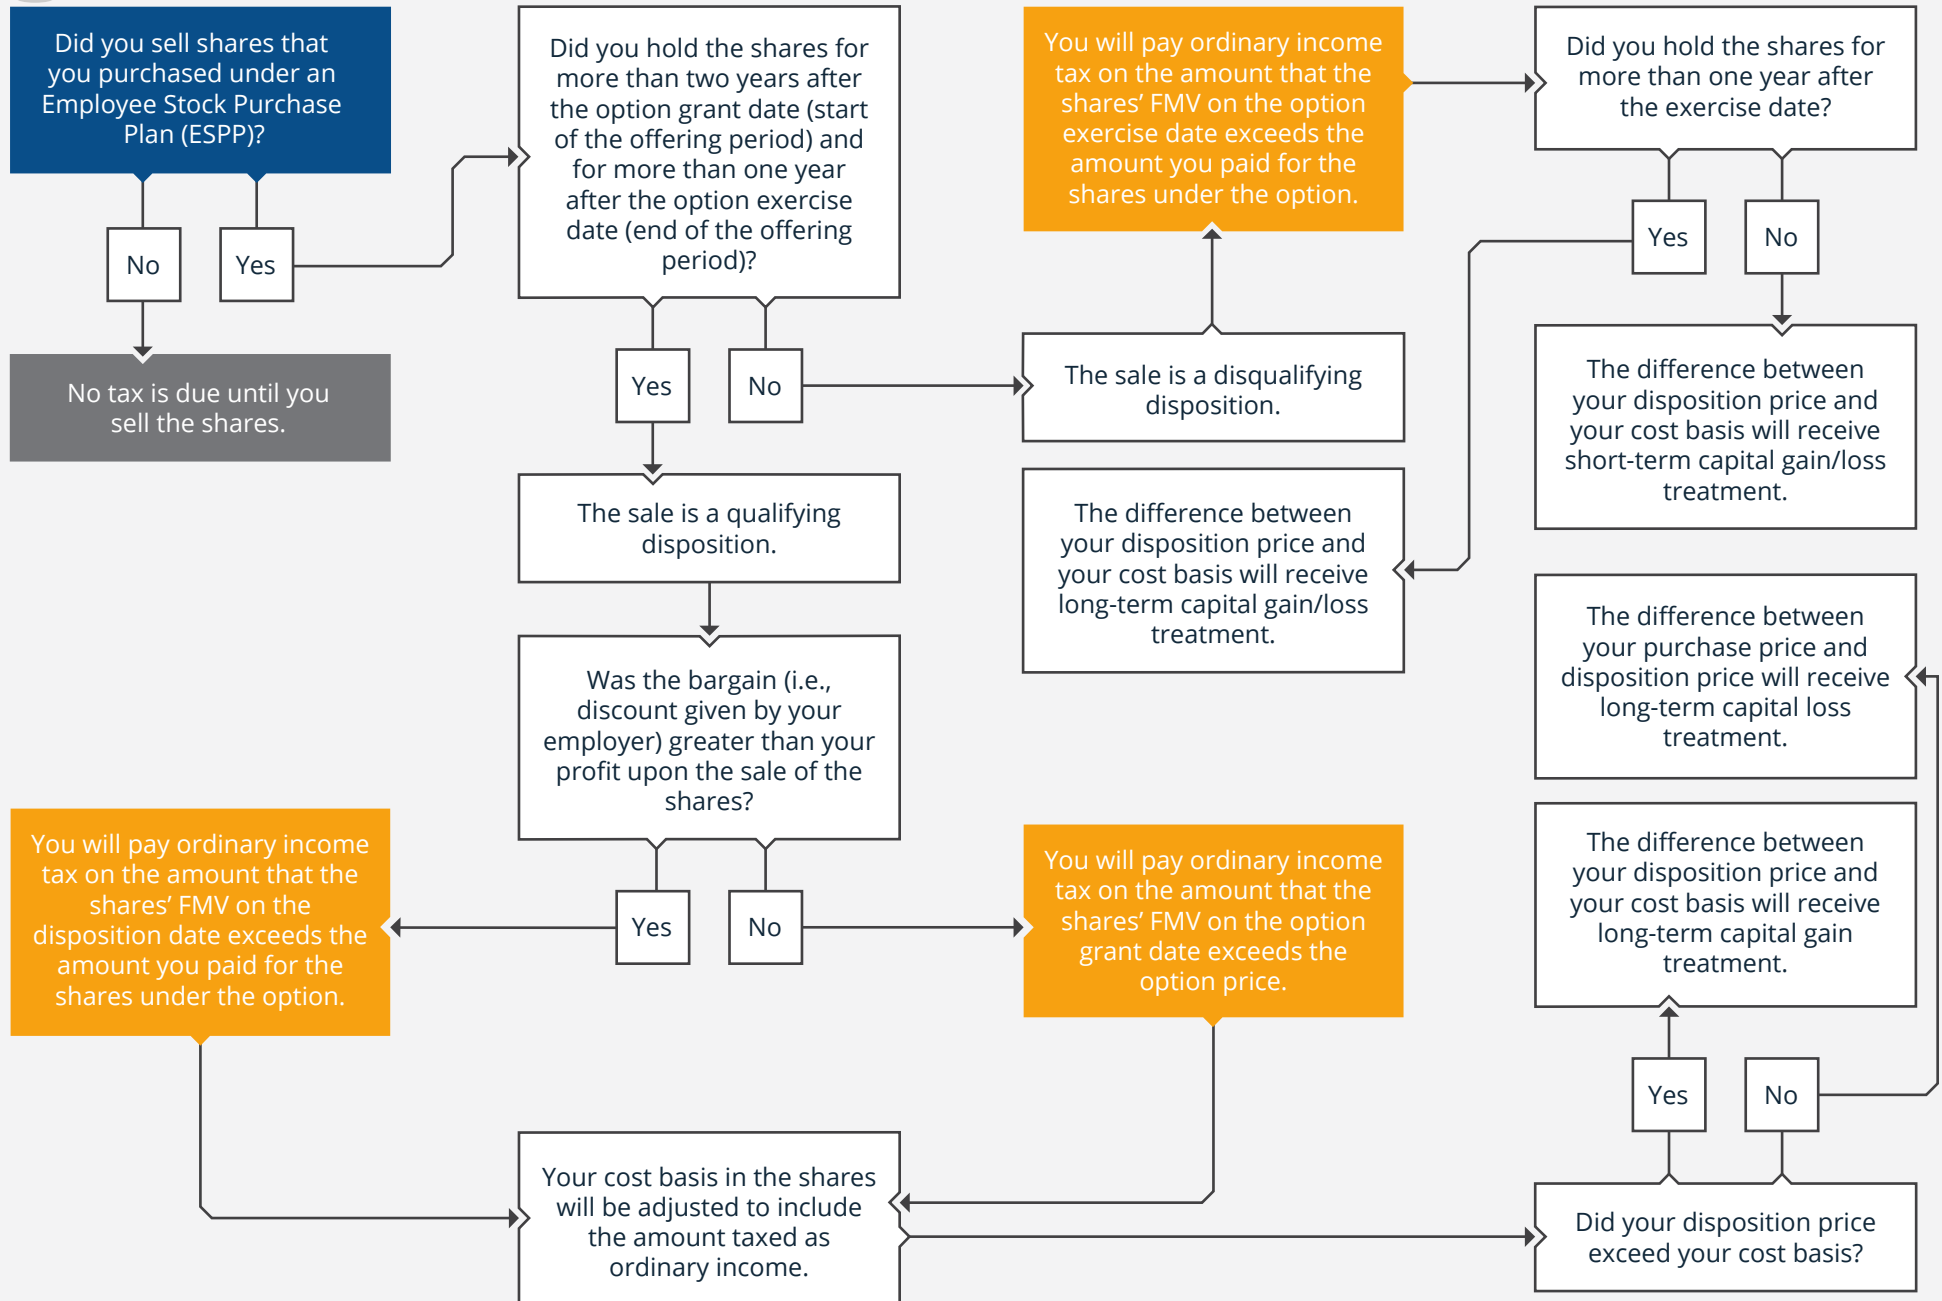 Did you sell shares that
you purchased under an
Employee Stock Purchase
Plan (ESPP)?
No
Yes
No tax is due until you
sell the shares.
Did you hold the shares for
more than two years after
the option grant date (start
of the offering period) and
for more than one year
after the option exercise
date (end of the offering
period)?
Yes
No
The sale is a disqualifying
disposition.
You will pay ordinary income
tax on the amount that the
shares’ FMV on the option
exercise date exceeds the
amount you paid for the
shares under the option.
Did you hold the shares for
more than one year after
the exercise date?
Yes
No
The difference between
your disposition price and
your cost basis will receive
short-term capital gain/loss
treatment.
The difference between
your disposition price and
your cost basis will receive
long-term capital gain/loss
treatment.
The sale is a qualifying
disposition.
Was the bargain (i.e.,
discount given by your
employer) greater than your
profit upon the sale of the
shares?
Yes
No
You will pay ordinary income
tax on the amount that the
shares’ FMV on the
disposition date exceeds the
amount you paid for the
shares under the option.
You will pay ordinary income
tax on the amount that the
shares’ FMV on the option
grant date exceeds the
option price.
Your cost basis in the shares
will be adjusted to include
the amount taxed as
ordinary income.
Did your disposition price
exceed your cost basis?
Yes
No
The difference between
your disposition price and
your cost basis will receive
long-term capital gain
treatment.
The difference between
your purchase price and
disposition price will receive
long-term capital loss
treatment.